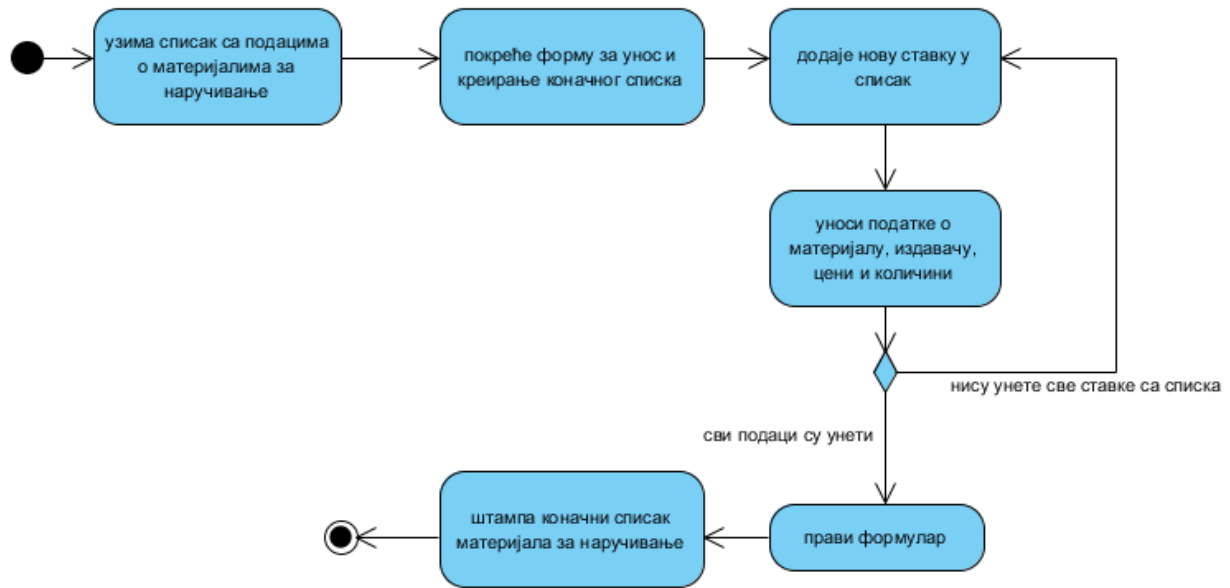 узима списак са подацима
о материјалима за
наручивање
покреће форму за унос и
креирање коначног списка
додаје нову ставку у
списак
уноси податке о
материјалу, издавачу,
цени и количини
нису унете све ставке са списка
сви подаци су унети
прави формулар
штампа коначни списак
материјала за наручивање